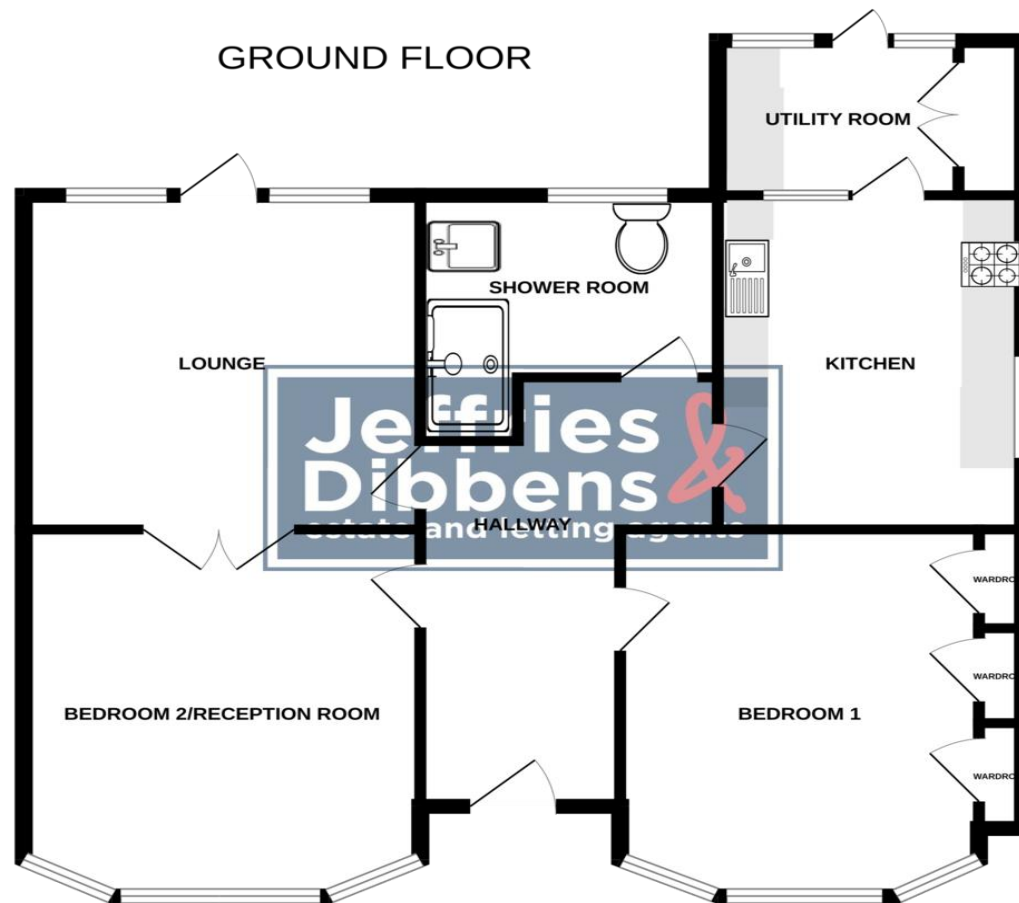 GROUND FLOOR
UTILITY ROOM
SHOWER ROOM
LOUNGE
KITCHEN
Jeffries &
Dibbens
HALLWAY
estate and letting agents
WARDRO
WARDRO
BEDROOM 2/RECEPTION ROOM
BEDROOM 1
WARDRO